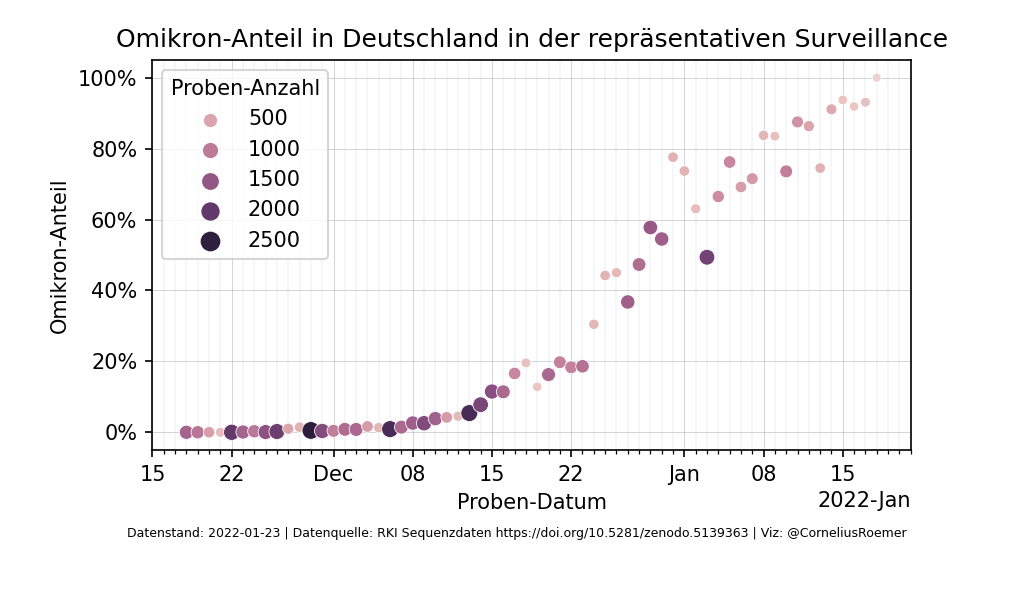 Omikron-Anteil in Deutschland in der repräsentativen Surveillance
100%
80%
60%
40%
20%
0%
Omikron-Anteil
Proben-Anzahl
500
1000
1500
2000
2500
15 22 Dec 08 15 22 Jan 08 15
Proben-Datum
2022-Jan
Datenstand: 2022-01-23 | Datenquelle: RKI Sequenzdaten https://doi.org/10.5281/zenodo.5139363 | Viz: @CorneliusRoemer